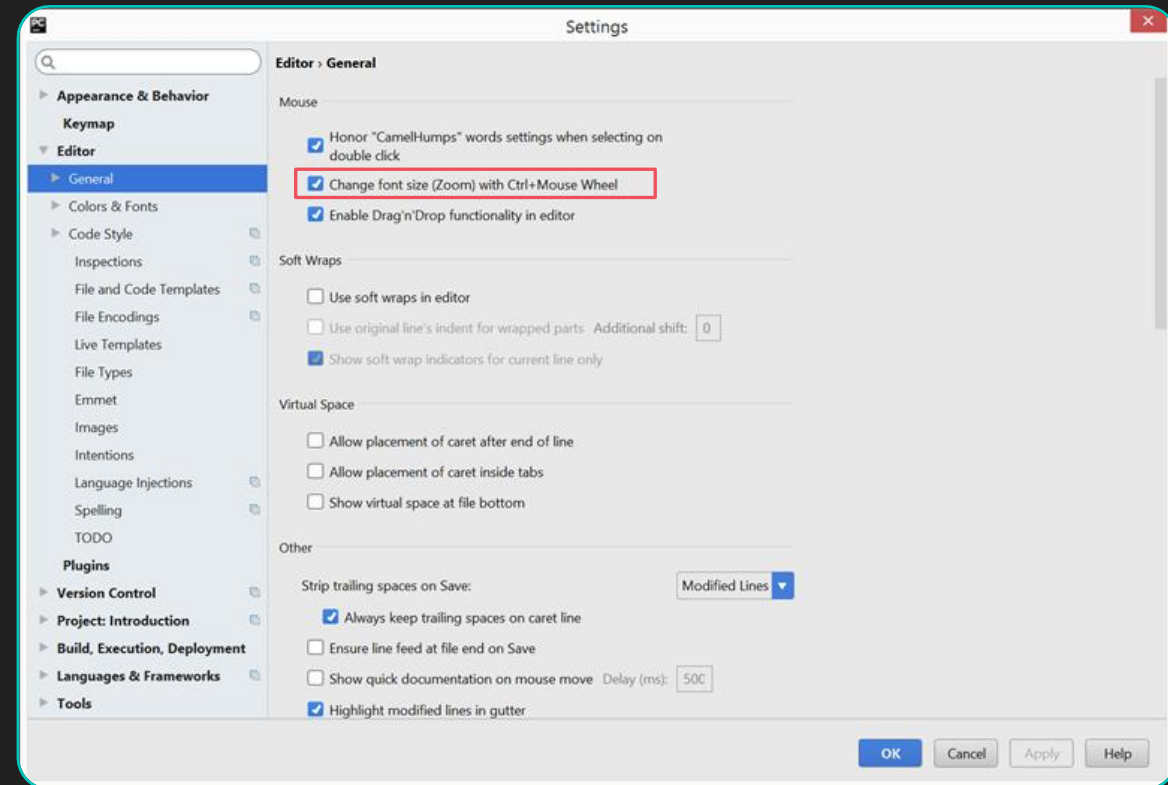 PC
Settings
Editor › General
Appearance & Behavior
Keymap
Editor
General
Colors & Fonts
Code Style
Inspections
File and Code Templates
File Encodings
Live Templates
File Types
Emmet
Images
Intentions
Language Injections
Spelling
TODO
Plugins
Version Control
Project: Introduction
Build, Execution, Deployment
Languages & Frameworks
Tools
Mouse
Honor "CamelHumps" words settings when selecting on
double click
Change font size (Zoom) with Ctrl+Mouse Wheel
Enable Drag'n'Drop functionality in editor
Soft Wraps
Use soft wraps in editor
Use original line's indent for wrapped parts Additional shift: 0
Show soft wrap indicators for current line only
Virtual Space
Allow placement of caret after end of line
Allow placement of caret inside tabs
Show virtual space at file bottom
Other
Strip trailing spaces on Save: Modified Lines
Always keep trailing spaces on caret line
Ensure line feed at file end on Save
Show quick documentation on mouse move Delay (ms): 500
Highlight modified lines in gutter
OK Cancel Apply Help